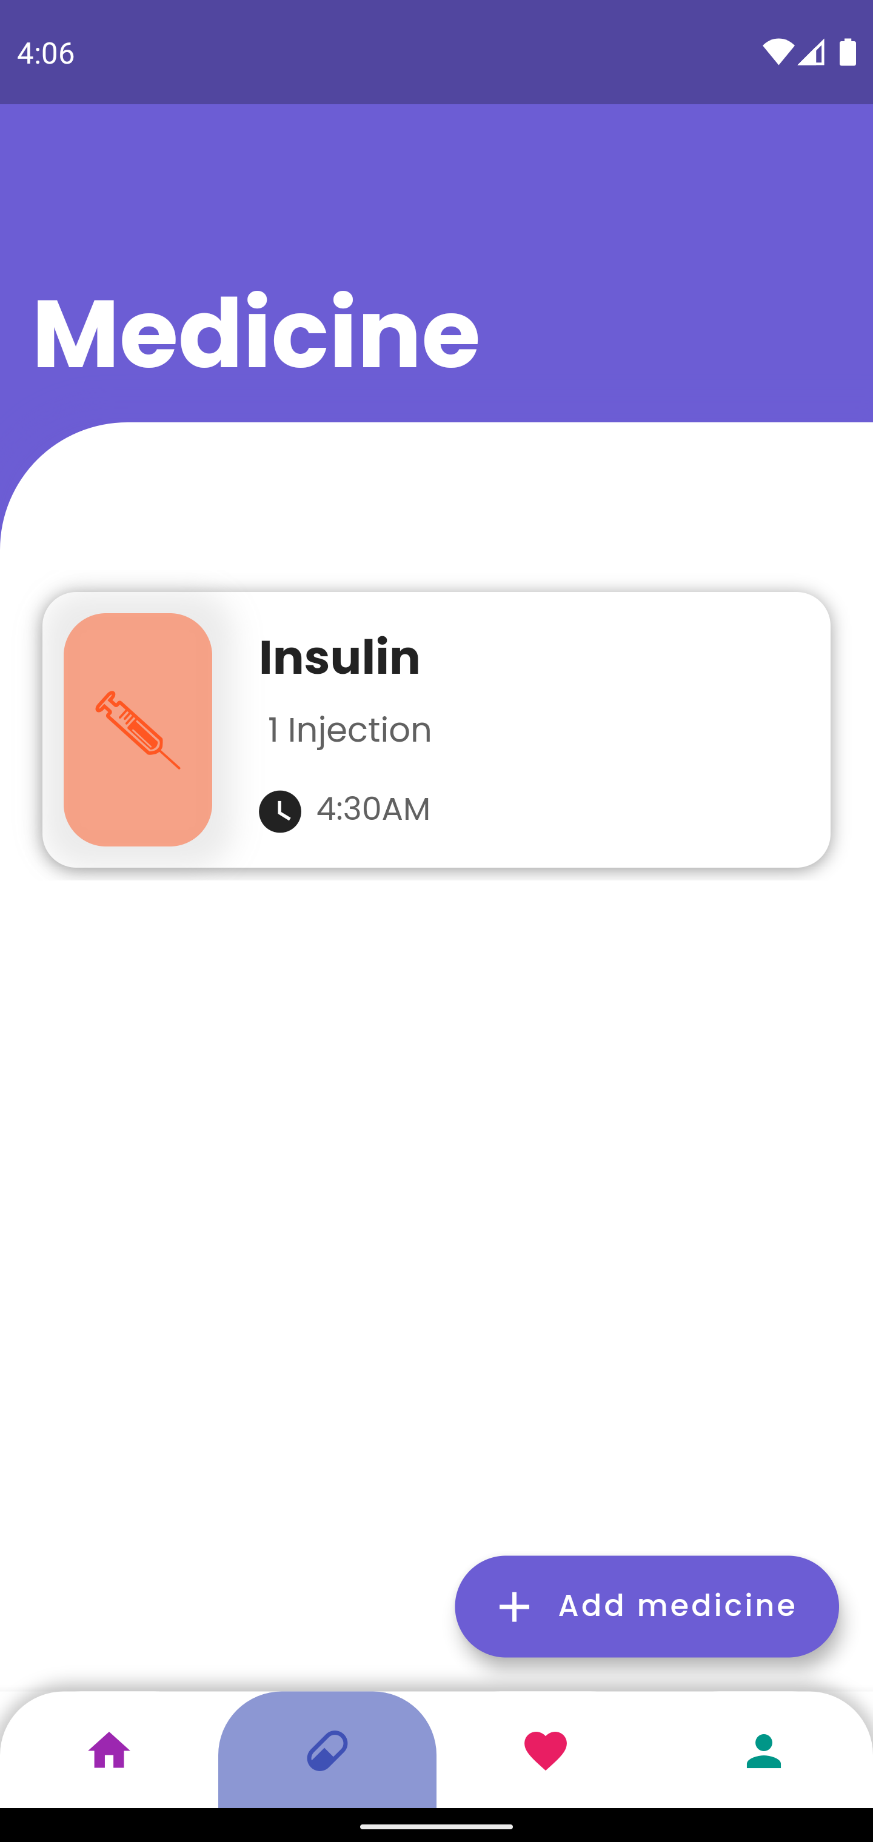 4:06
Medicine
Insulin
1 Injection
4:30AM
Add medicine